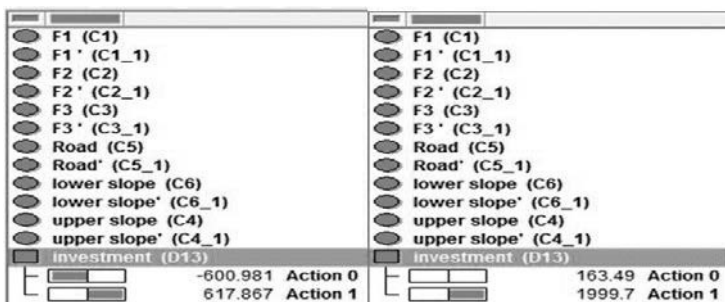 F1 (C1)
F1 ' (C1_1)
F2 (C2)
F2 ' (C2_1)
F3 (C3)
F3 ' (C3_1)
Road (C5)
Road' (C5_1)
lower slope (C6)
lower slope' (C6_1)
upper slope (C4)
upper slope' (C4_1)
investment (D13)
-600.981 Action 0
617.867 Action 1
F1 (C1)
F1 ' (C1_1)
F2 (C2)
F2 ' (C2_1)
F3 (C3)
F3 ' (C3_1)
Road (C5)
Road' (C5_1)
lower slope (C6)
lower slope' (C6_1)
upper slope (C4)
upper slope' (C4_1)
investment (D13)
163.49 Action 0
1999.7 Action 1